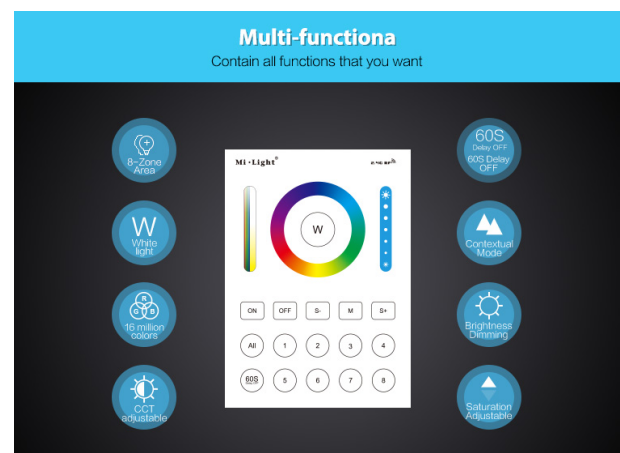 Multi-functiona
Contain all functions that you want
8-Zone
Area
W
White
light
R
G B
16 million
colors
CCT
adjustable
Mi·Light®
W
ON OFF S- M S+
All 1 2 3 4
60S
5 6 7 8
60S
Delay OFF
60S Delay
OFF
Contextual
Mode
Brightness
Dimming
Saturation
Adjustable